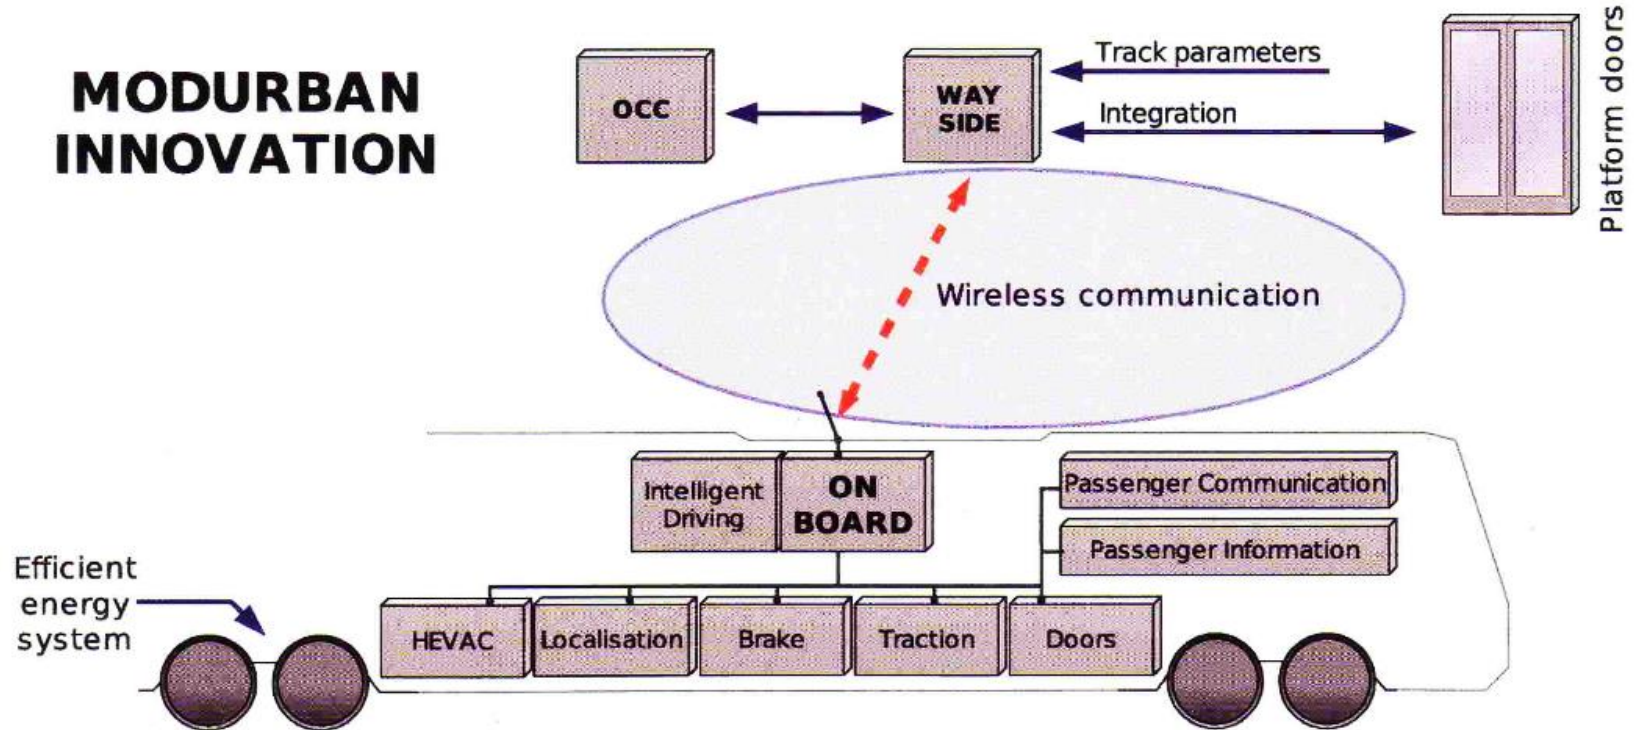 MODURBAN
INNOVATION
OCC
WAY
SIDE
Track parameters
Integration
Platform doors
Wireless communication
Intelligent
Driving
ON
BOARD
Passenger Communication
Passenger Information
Efficient
energy
system
HEVAC
Localisation
Brake
Traction
Doors